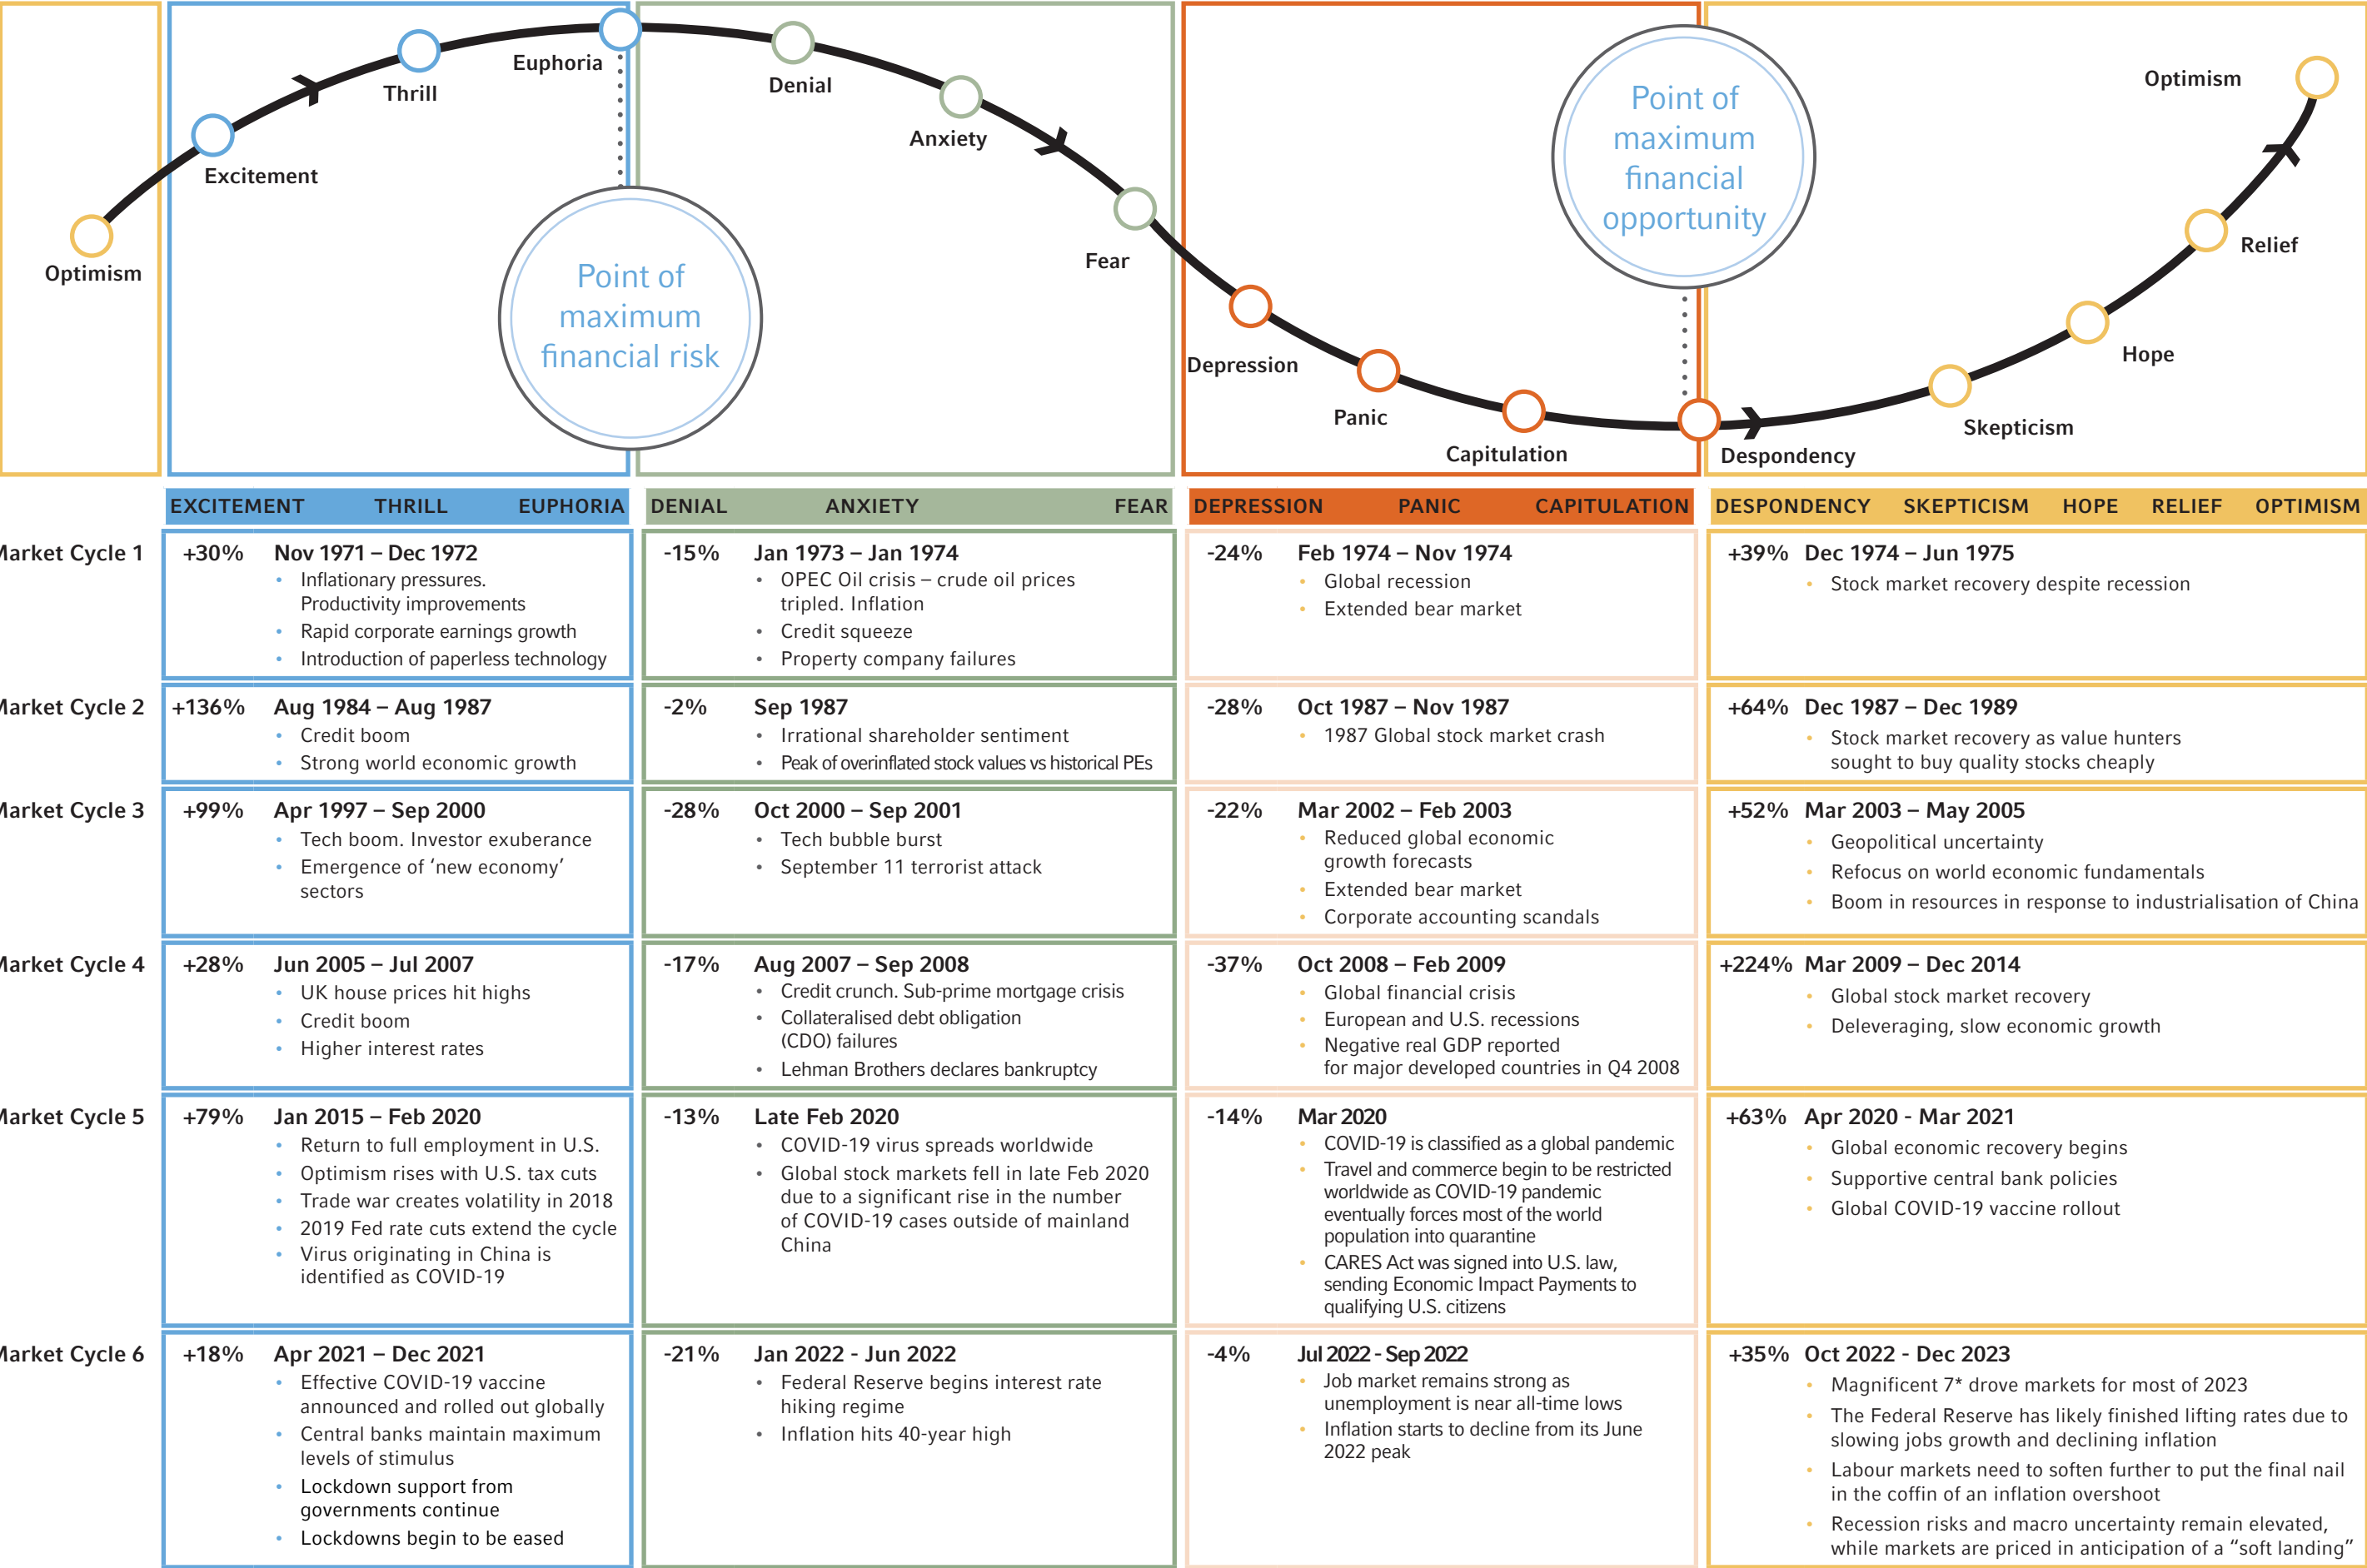 Optimism
Excitement
Thrill
Euphoria
Point of
maximum
financial risk
Denial
Anxiety
Fear
Depression
Panic
Capitulation
Point of
maximum
financial
opportunity
Despondency
Skepticism
Hope
Relief
Optimism
EXCITEMENT THRILL EUPHORIA
DENIAL ANXIETY FEAR
DEPRESSION PANIC CAPITULATION
DESPONDENCY SKEPTICISM HOPE RELIEF OPTIMISM
Market Cycle 1
+30% Nov 1971 – Dec 1972
• Inflationary pressures.
Productivity improvements
• Rapid corporate earnings growth
• Introduction of paperless technology
-15% Jan 1973 – Jan 1974
• OPEC Oil crisis – crude oil prices
tripled. Inflation
• Credit squeeze
• Property company failures
-24% Feb 1974 – Nov 1974
• Global recession
• Extended bear market
+39% Dec 1974 – Jun 1975
• Stock market recovery despite recession
Market Cycle 2
+136% Aug 1984 – Aug 1987
• Credit boom
• Strong world economic growth
-2% Sep 1987
• Irrational shareholder sentiment
• Peak of overinflated stock values vs historical PEs
-28% Oct 1987 – Nov 1987
• 1987 Global stock market crash
+64% Dec 1987 – Dec 1989
• Stock market recovery as value hunters
sought to buy quality stocks cheaply
Market Cycle 3
+99% Apr 1997 – Sep 2000
• Tech boom. Investor exuberance
• Emergence of ‘new economy’
sectors
-28% Oct 2000 – Sep 2001
• Tech bubble burst
• September 11 terrorist attack
-22% Mar 2002 – Feb 2003
• Reduced global economic
growth forecasts
• Extended bear market
• Corporate accounting scandals
+52% Mar 2003 – May 2005
• Geopolitical uncertainty
• Refocus on world economic fundamentals
• Boom in resources in response to industrialisation of China
Market Cycle 4
+28% Jun 2005 – Jul 2007
• UK house prices hit highs
• Credit boom
• Higher interest rates
-17% Aug 2007 – Sep 2008
• Credit crunch. Sub-prime mortgage crisis
• Collateralised debt obligation
(CDO) failures
• Lehman Brothers declares bankruptcy
-37% Oct 2008 – Feb 2009
• Global financial crisis
• European and U.S. recessions
• Negative real GDP reported
for major developed countries in Q4 2008
+224% Mar 2009 – Dec 2014
• Global stock market recovery
• Deleveraging, slow economic growth
Market Cycle 5
+79% Jan 2015 – Feb 2020
• Return to full employment in U.S.
• Optimism rises with U.S. tax cuts
• Trade war creates volatility in 2018
• 2019 Fed rate cuts extend the cycle
• Virus originating in China is
identified as COVID-19
-13% Late Feb 2020
• COVID-19 virus spreads worldwide
• Global stock markets fell in late Feb 2020
due to a significant rise in the number
of COVID-19 cases outside of mainland
China
-14% Mar 2020
• COVID-19 is classified as a global pandemic
• Travel and commerce begin to be restricted
worldwide as COVID-19 pandemic
eventually forces most of the world
population into quarantine
• CARES Act was signed into U.S. law,
sending Economic Impact Payments to
qualifying U.S. citizens
+63% Apr 2020 - Mar 2021
• Global economic recovery begins
• Supportive central bank policies
• Global COVID-19 vaccine rollout
Market Cycle 6
+18% Apr 2021 – Dec 2021
• Effective COVID-19 vaccine
announced and rolled out globally
• Central banks maintain maximum
levels of stimulus
• Lockdown support from
governments continue
• Lockdowns begin to be eased
-21% Jan 2022 - Jun 2022
• Federal Reserve begins interest rate
hiking regime
• Inflation hits 40-year high
-4% Jul 2022 - Sep 2022
• Job market remains strong as
unemployment is near all-time lows
• Inflation starts to decline from its June
2022 peak
+35% Oct 2022 - Dec 2023
• Magnificent 7* drove markets for most of 2023
• The Federal Reserve has likely finished lifting rates due to
slowing jobs growth and declining inflation
• Labour markets need to soften further to put the final nail
in the coffin of an inflation overshoot
• Recession risks and macro uncertainty remain elevated,
while markets are priced in anticipation of a “soft landing”